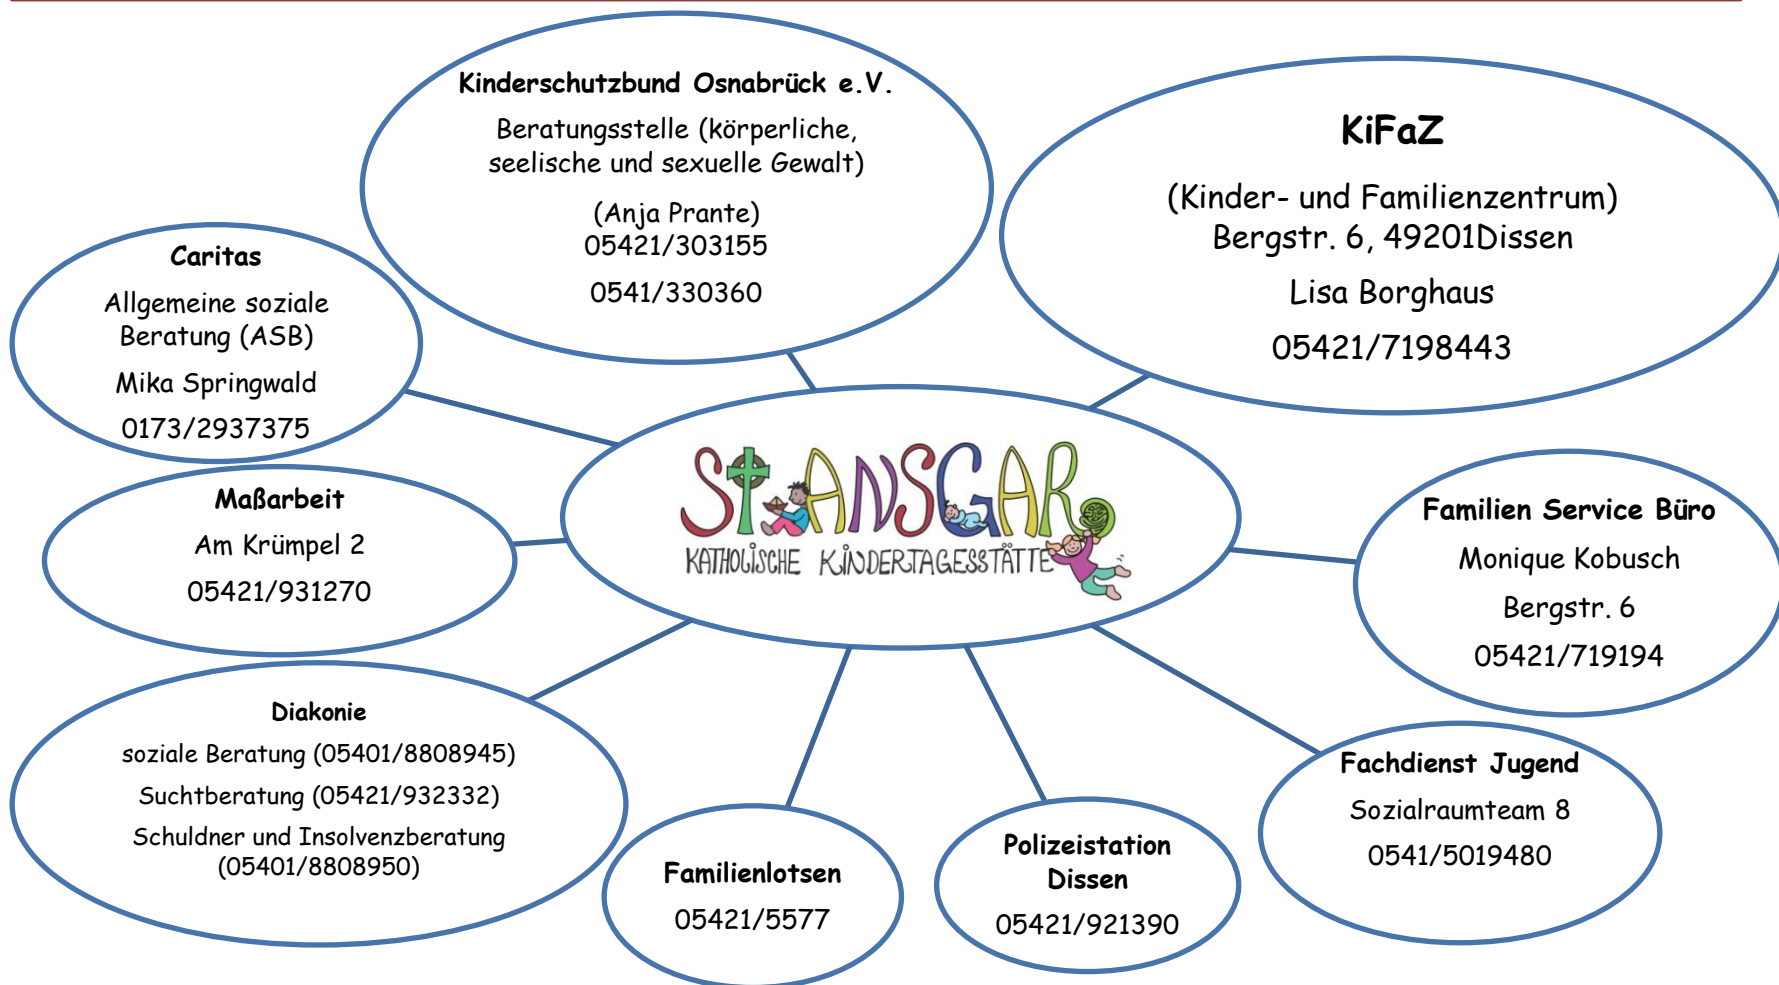 Kinderschutzbund Osnabrück e.V.
Beratungsstelle (körperliche,
seelische und sexuelle Gewalt)
(Anja Prante)
05421/303155
0541/330360
KiFaZ
(Kinder- und Familienzentrum)
Bergstr. 6, 49201Dissen
Lisa Borghaus
05421/7198443
Caritas
Allgemeine soziale
Beratung (ASB)
Mika Springwald
0173/2937375
ST ANSGAR
KATHOLISCHE KINDERTAGESSTÄTTE
Maßarbeit
Am Krümpel 2
05421/931270
Familien Service Büro
Monique Kobusch
Bergstr. 6
05421/719194
Diakonie
soziale Beratung (05401/8808945)
Suchtberatung (05421/932332)
Schuldner und Insolvenzberatung
(05401/8808950)
Familienlotsen
05421/5577
Polizeistation
Dissen
05421/921390
Fachdienst Jugend
Sozialraumteam 8
0541/5019480